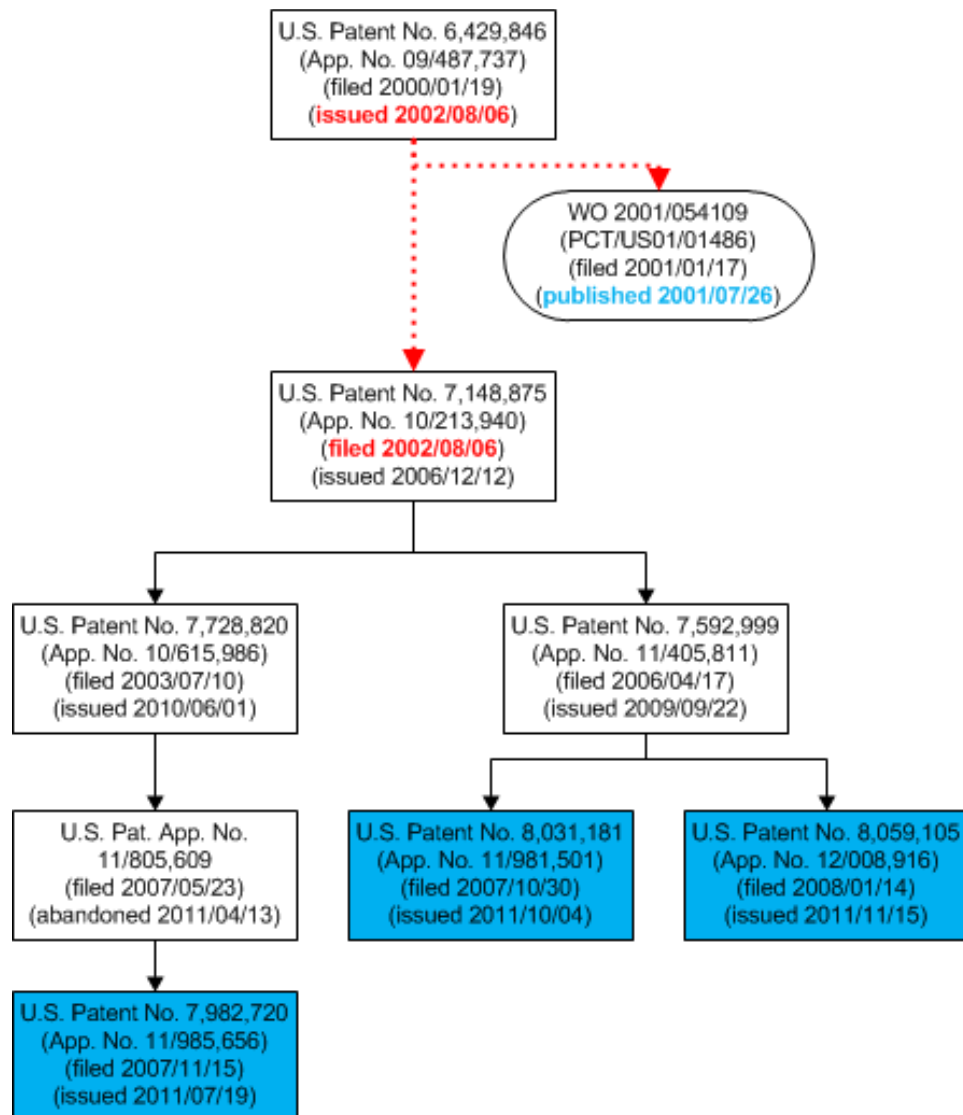 U.S. Patent No. 6,429,846
(App. No. 09/487,737)
(filed 2000/01/19)
(issued 2002/08/06)
WO 2001/054109
(PCT/US01/01486)
(filed 2001/01/17)
(published 2001/07/26)
U.S. Patent No. 7,148,875
(App. No. 10/213,940)
(filed 2002/08/06)
(issued 2006/12/12)
U.S. Patent No. 7,728,820
(App. No. 10/615,986)
(filed 2003/07/10)
(issued 2010/06/01)
U.S. Patent No. 7,592,999
(App. No. 11/405,811)
(filed 2006/04/17)
(issued 2009/09/22)
U.S. Pat. App. No.
11/805,609
(filed 2007/05/23)
(abandoned 2011/04/13)
U.S. Patent No. 8,031,181
(App. No. 11/981,501)
(filed 2007/10/30)
(issued 2011/10/04)
U.S. Patent No. 8,059,105
(App. No. 12/008,916)
(filed 2008/01/14)
(issued 2011/11/15)
U.S. Patent No. 7,982,720
(App. No. 11/985,656)
(filed 2007/11/15)
(issued 2011/07/19)